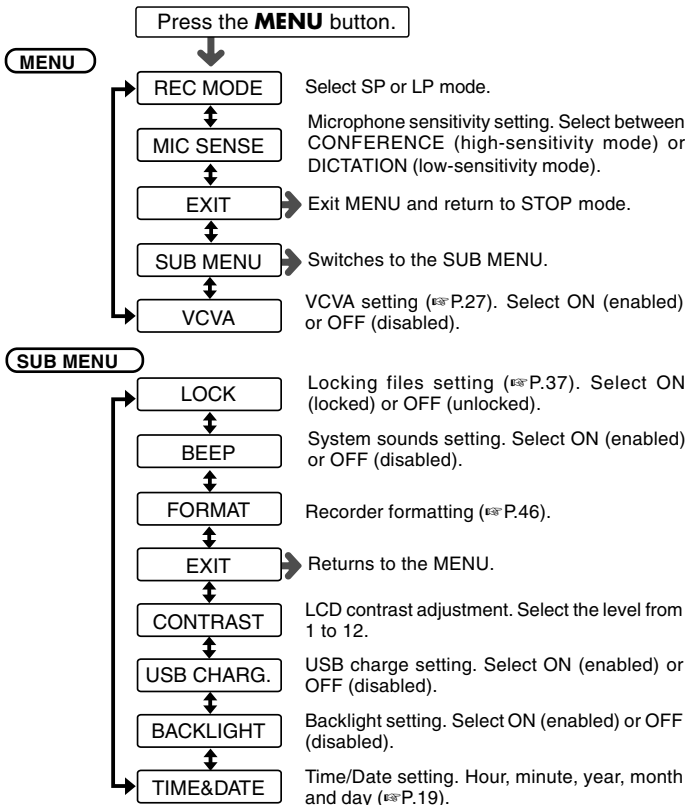 Press the MENU button.
MENU
REC MODE
Select SP or LP mode.
MIC SENSE
Microphone sensitivity setting. Select between
CONFERENCE (high-sensitivity mode) or
DICTATION (low-sensitivity mode).
EXIT
Exit MENU and return to STOP mode.
SUB MENU
Switches to the SUB MENU.
VCVA
VCVA setting (☞P.27). Select ON (enabled)
or OFF (disabled).
SUB MENU
LOCK
Locking files setting (☞P.37). Select ON
(locked) or OFF (unlocked).
BEEP
System sounds setting. Select ON (enabled)
or OFF (disabled).
FORMAT
Recorder formatting (☞P.46).
EXIT
Returns to the MENU.
CONTRAST
LCD contrast adjustment. Select the level from
1 to 12.
USB CHARG.
USB charge setting. Select ON (enabled) or
OFF (disabled).
BACKLIGHT
Backlight setting. Select ON (enabled) or OFF
(disabled).
TIME&DATE
Time/Date setting. Hour, minute, year, month
and day (☞P.19).